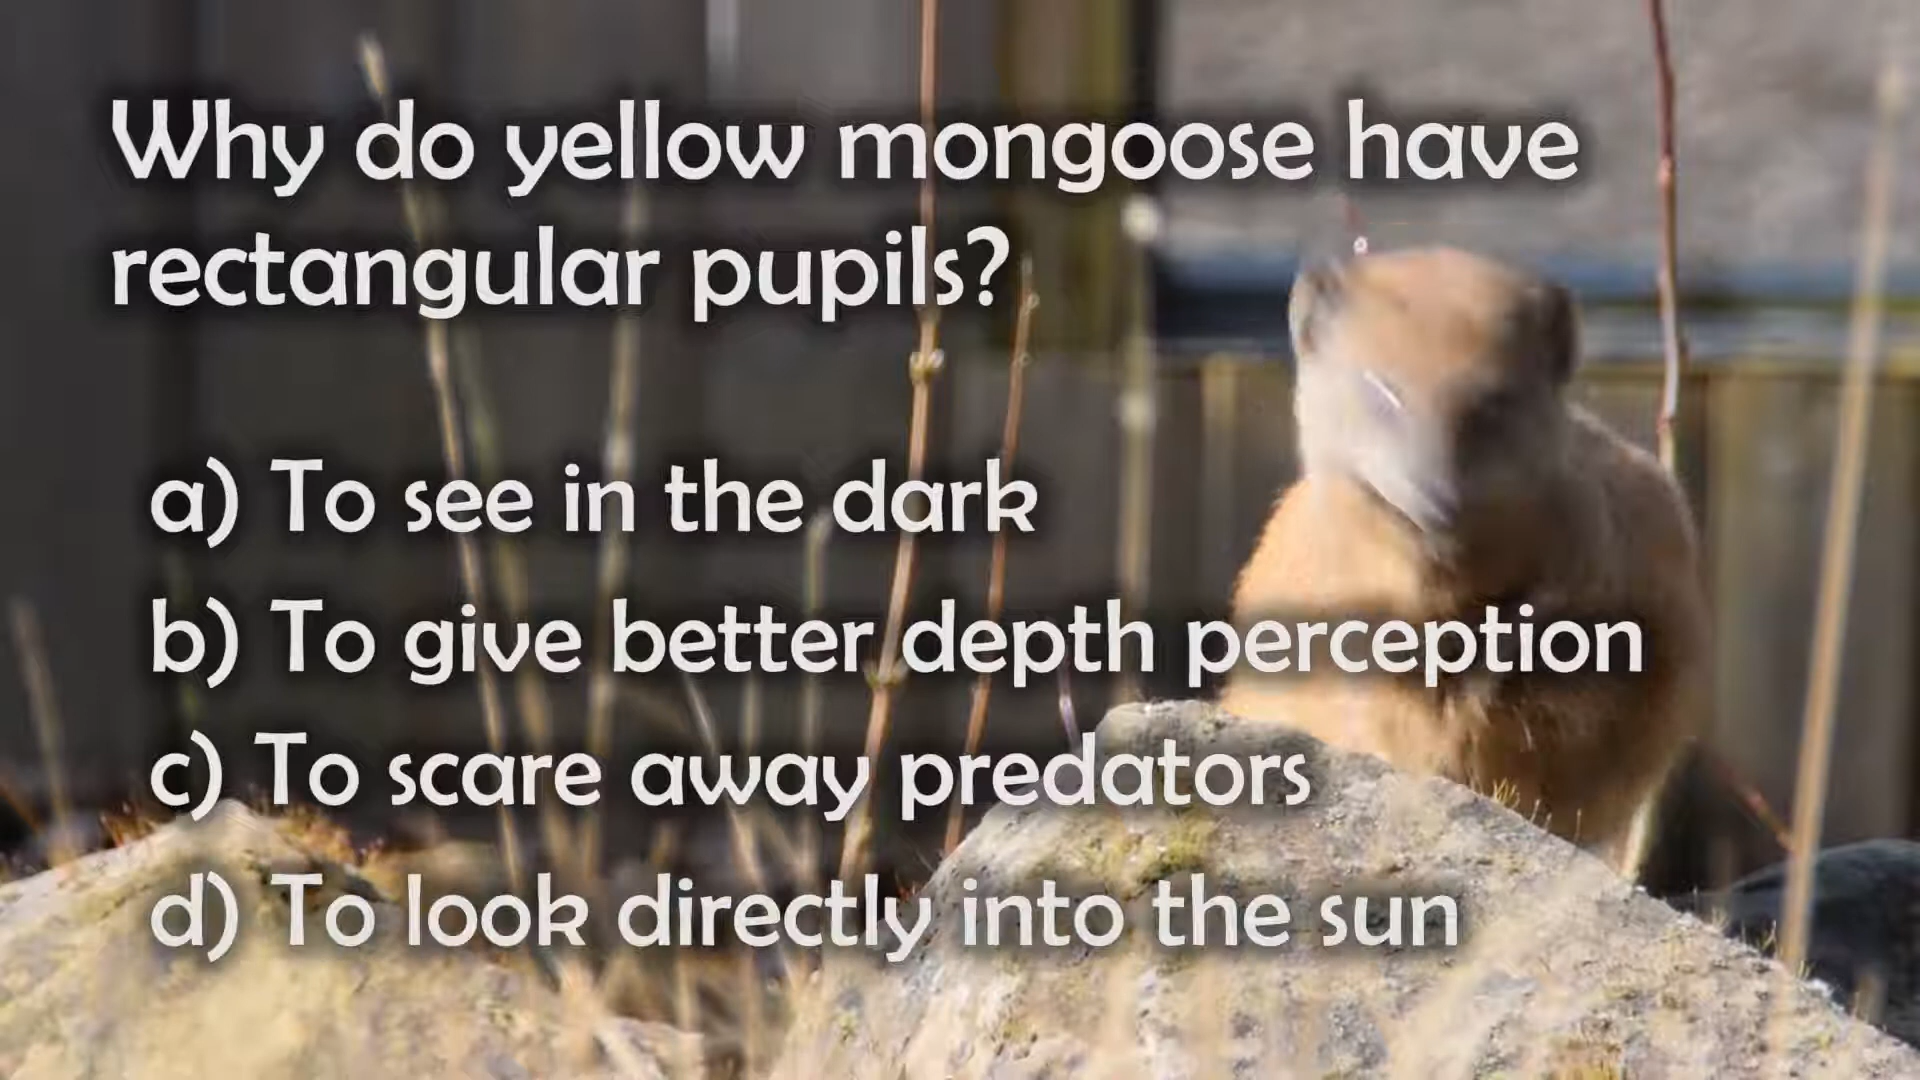 Why do yellow mongoose have
rectangular pupils?
a) To see in the dark
b) To give better depth perception
c) To scare away predators
d) To look directly into the sun